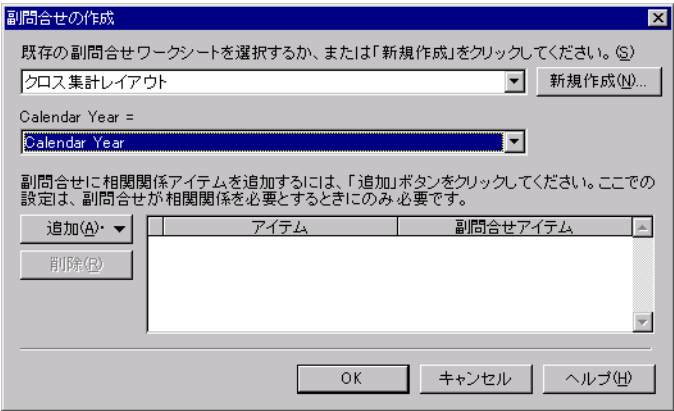 副問合せの作成
既存の副問合せワークシートを選択するか、または「新規作成」をクリックしてください。(S)
クロス集計レイアウト
新規作成(N)...
Calendar Year =
Calendar Year
副問合せに相関関係アイテムを追加するには、「追加」ボタンをクリックしてください。ここでの
設定は、副問合せが相関関係を必要とするときにのみ必要です。
追加(A)・
アイテム
副問合せアイテム
削除(R)
OK
キャンセル
ヘルプ(H)